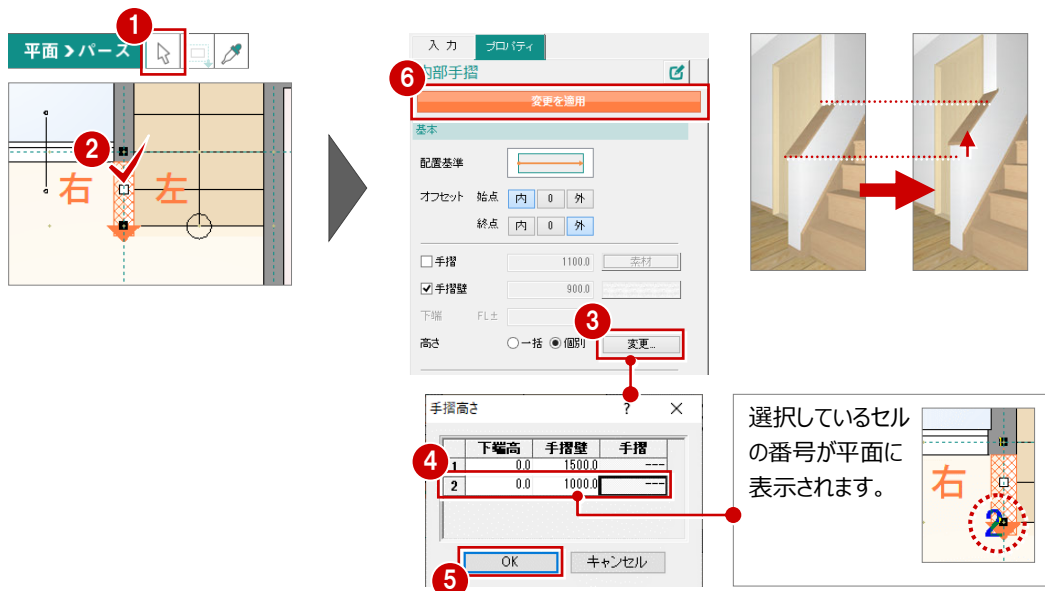 1
平面 > パース
2
右 左
入 力 プロパティ
内部手摺
6
変更を適用
基本
配置基準
オフセット 始点 内 0 外
終点 内 0 外
手摺 1100.0 素材
手摺壁 900.0
下端 FL±
3
高さ 一括 個別 変更...
手摺高さ ? ×
下端高 手摺壁 手摺
4
1 0.0 1500.0 ---
2 0.0 1000.0 ---
OK キャンセル
5
選択しているセル
の番号が平面に
表示されます。
右
2